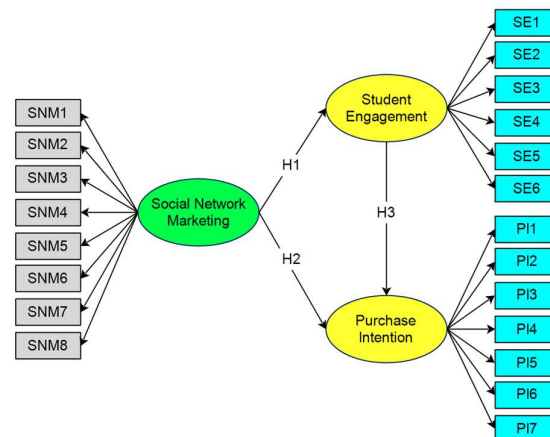 SNM1
SNM2
SNM3
SNM4
SNM5
SNM6
SNM7
SNM8
Social Network
Marketing
H1
H2
Student
Engagement
H3
Purchase
Intention
SE1
SE2
SE3
SE4
SE5
SE6
PI1
PI2
PI3
PI4
PI5
PI6
PI7